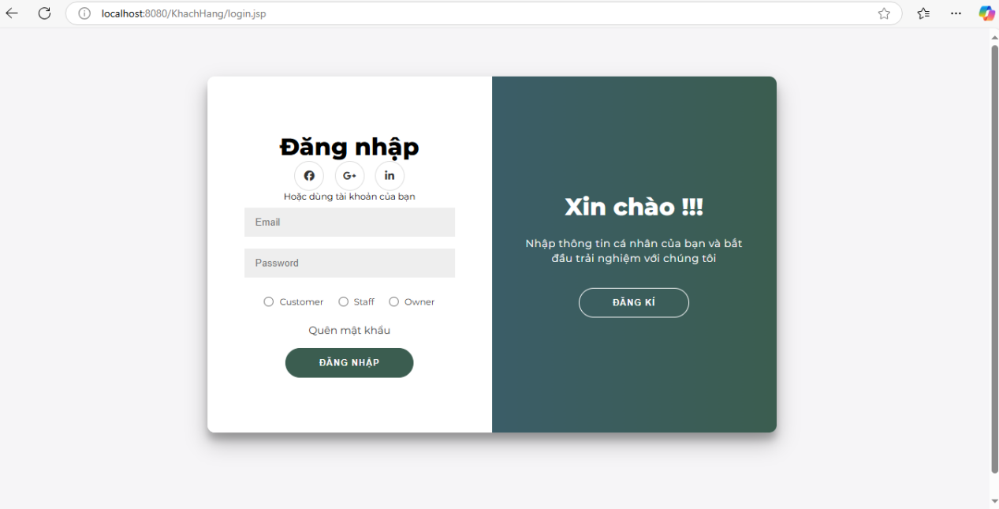 localhost:8080/KhachHang/login.jsp
Đăng nhập
G+
in
Hoặc dùng tài khoản của bạn
Email
Password
Customer Staff Owner
Quên mật khẩu
ĐĂNG NHẬP
Xin chào !!!
Nhập thông tin cá nhân của bạn và bắt
đầu trải nghiệm với chúng tôi
ĐĂNG KÍ